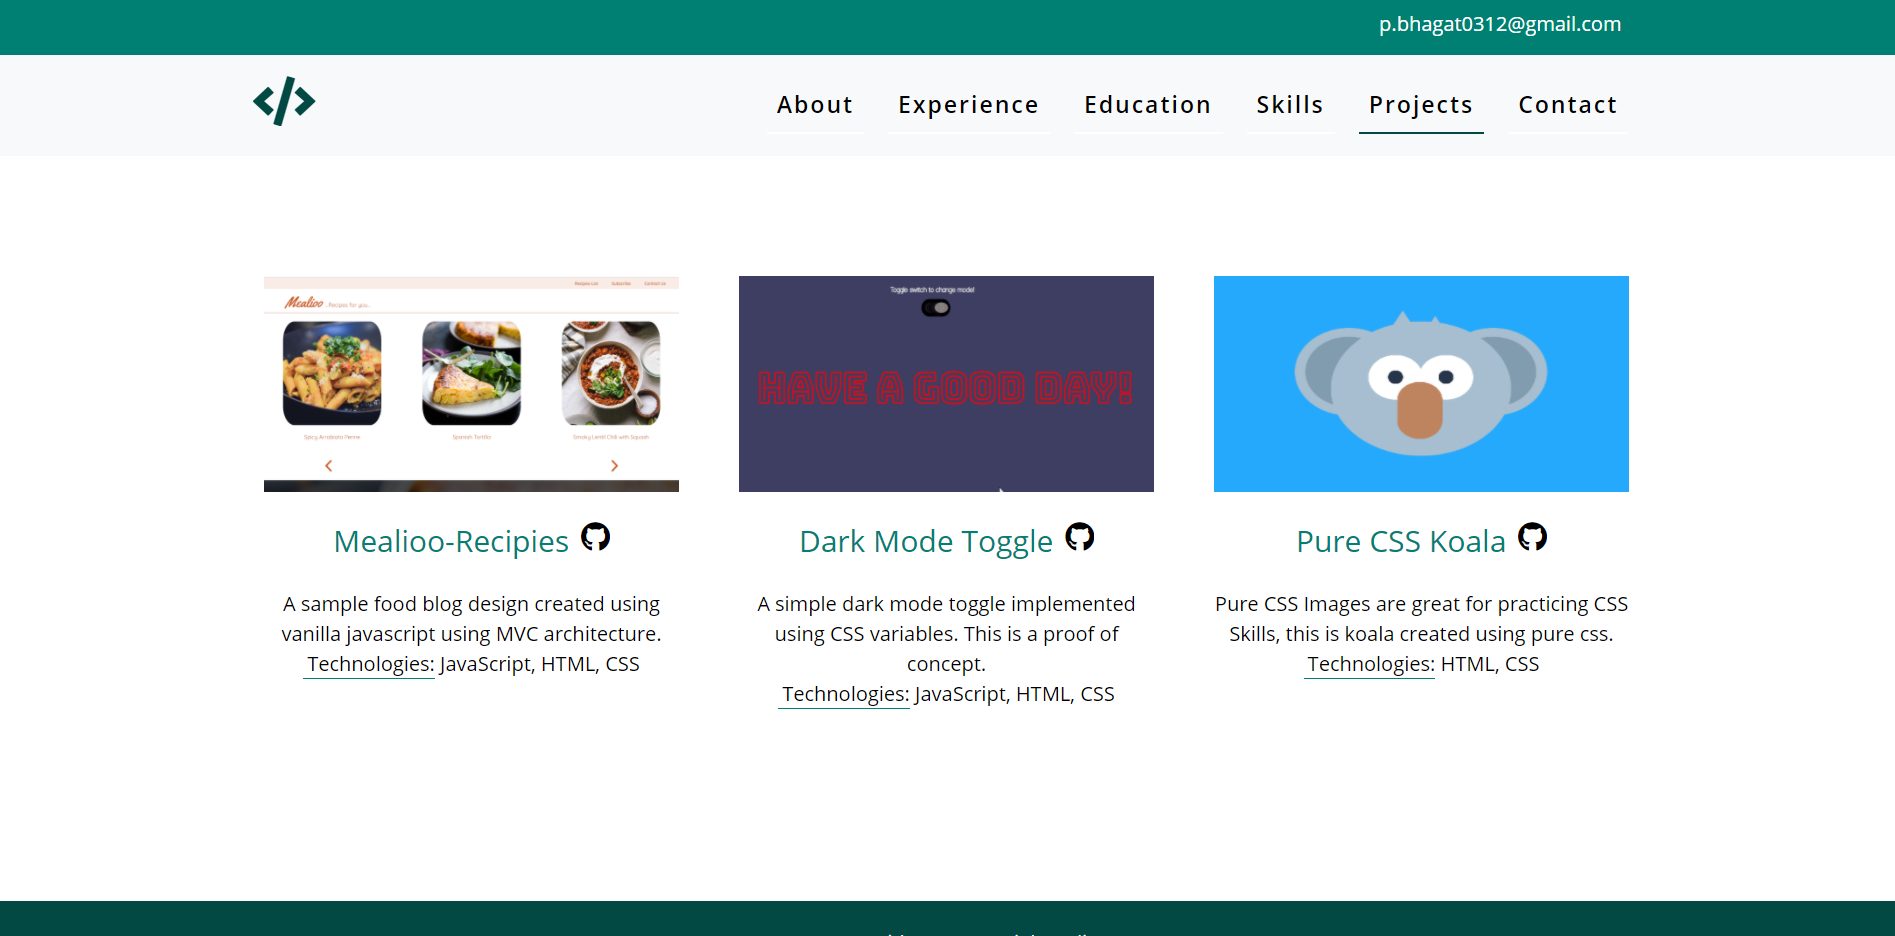 p.bhagat0312@gmail.com
About Experience Education Skills Projects Contact
Recipes List Subscribe Contact Us
Mealioo . Recipes for you..
Spicy Arrabiata Penne Spanish Tortilla Smoky Lentil Chili with Squash
Toggle switch to change mode!
HAVE A GOOD DAY!
Mealioo-Recipies
A sample food blog design created using
vanilla javascript using MVC architecture.
Technologies: JavaScript, HTML, CSS
Dark Mode Toggle
A simple dark mode toggle implemented
using CSS variables. This is a proof of
concept.
Technologies: JavaScript, HTML, CSS
Pure CSS Koala
Pure CSS Images are great for practicing CSS
Skills, this is koala created using pure css.
Technologies: HTML, CSS